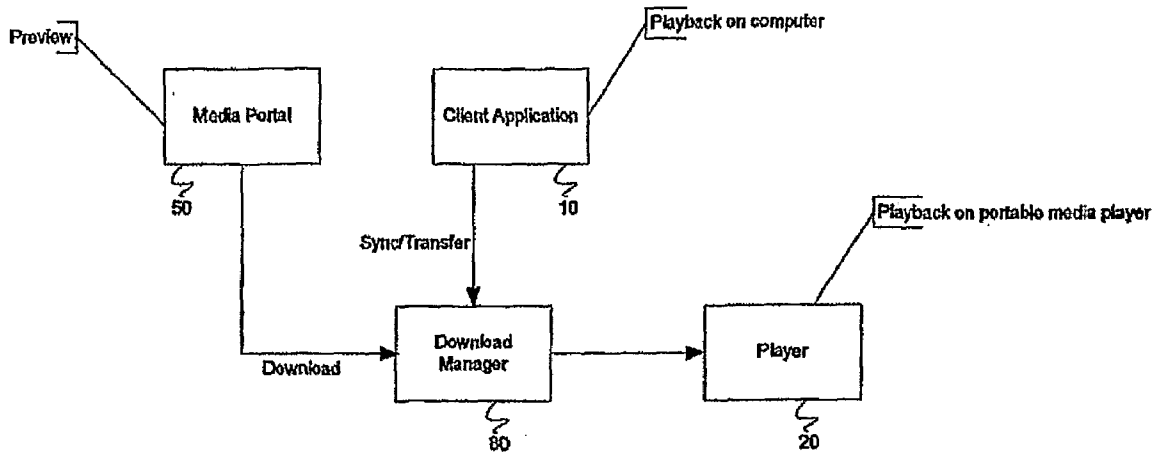 Preview
Playback on computer
Media Portal
Client Application
50
10
Playback on portable media player
Sync/Transfer
Download
Manager
Player
Download
80
20